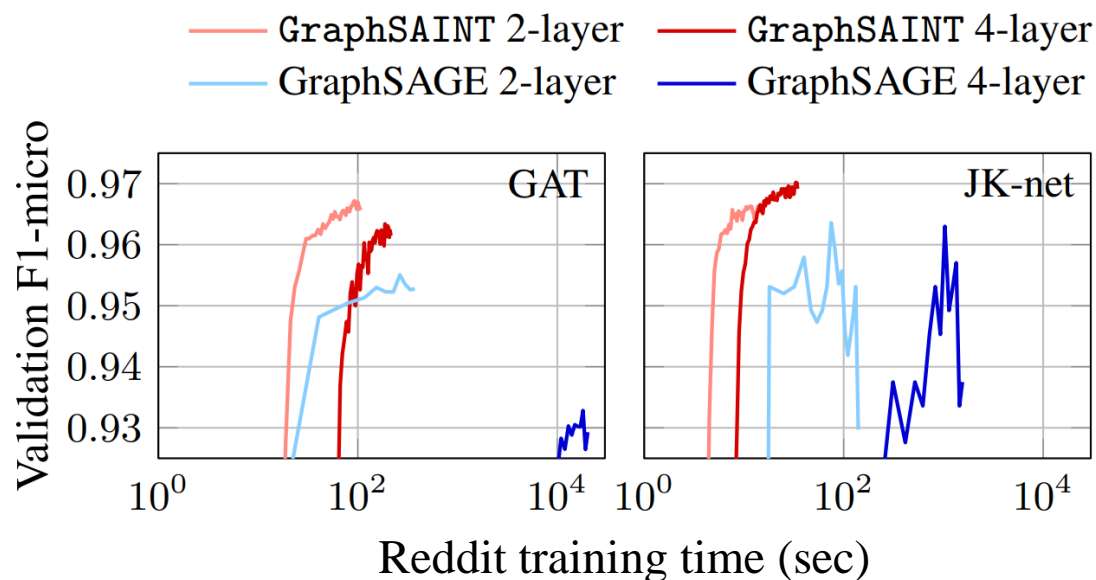 GraphSAINT 2-layer GraphSAINT 4-layer
GraphSAGE 2-layer GraphSAGE 4-layer
Validation F1-micro
0.97
0.96
0.95
0.94
0.93
GAT
JK-net
10^0 10^2 10^4 10^0 10^2 10^4
Reddit training time (sec)